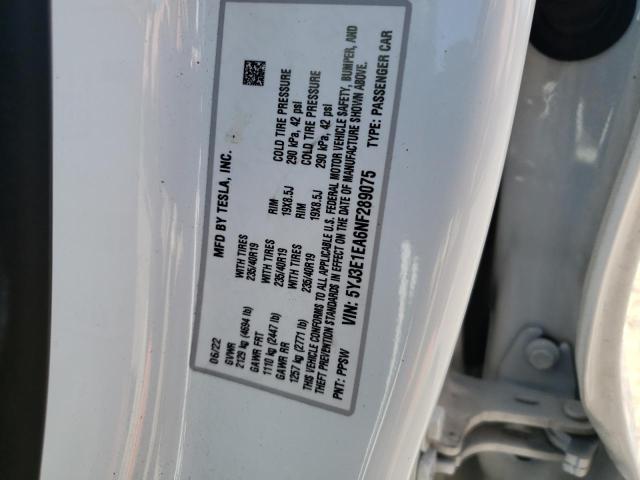 MFD BY TESLA, INC.
06/22
GVWR
2129 kg (4694 lb)
WITH TIRES
235/40R19
GAWR FRT
1110 kg (2447 lb)
WITH TIRES
235/40R19
RIM
19X8.5J
COLD TIRE PRESSURE
290 kPa, 42 psi
GAWR RR
1257 kg (2771 lb)
WITH TIRES
235/40R19
RIM
19X8.5J
COLD TIRE PRESSURE
290 kPa, 42 psi
THIS VEHICLE CONFORMS TO ALL APPLICABLE U.S. FEDERAL MOTOR VEHICLE SAFETY, BUMPER, AND
THEFT PREVENTION STANDARDS IN EFFECT ON THE DATE OF MANUFACTURE SHOWN ABOVE.
PNT: PPSW VIN: 5YJ3E1EA6NF289075 TYPE: PASSENGER CAR